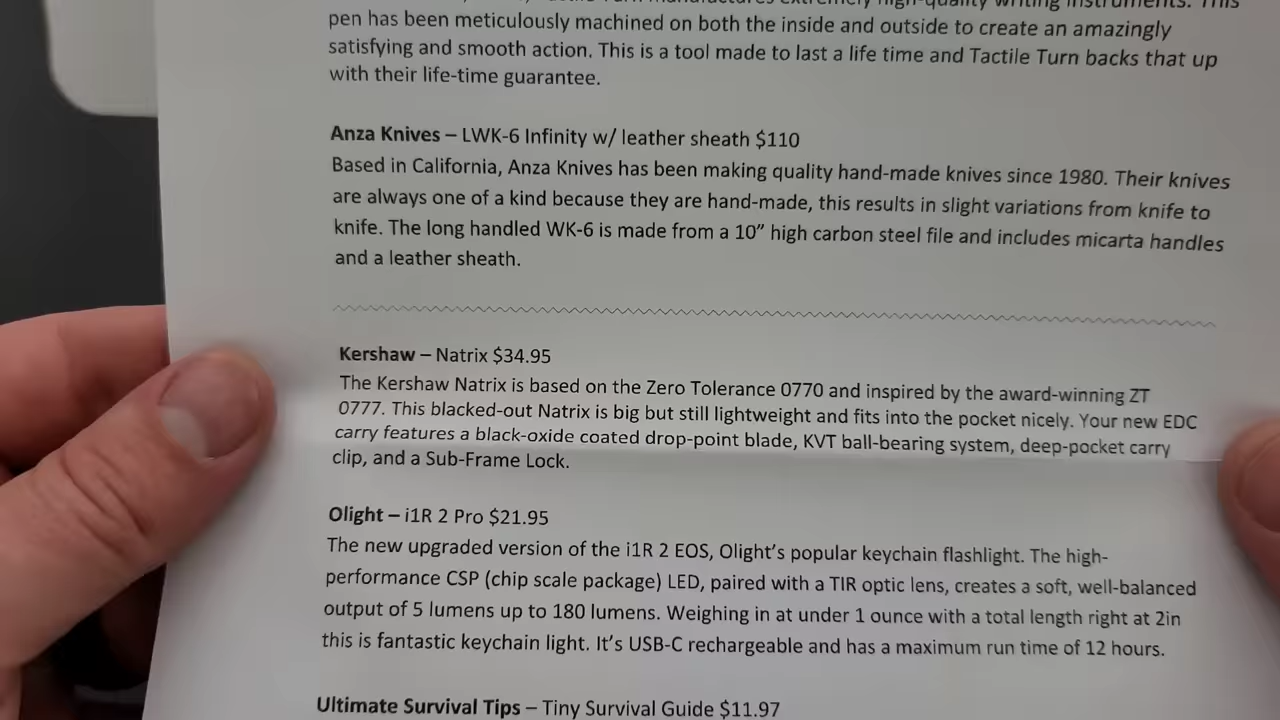 Tactile Turn manufactures extremely high-quality writing instruments. This
pen has been meticulously machined on both the inside and outside to create an amazingly
satisfying and smooth action. This is a tool made to last a life time and Tactile Turn backs that up
with their life-time guarantee.
Anza Knives – LWK-6 Infinity w/ leather sheath $110
Based in California, Anza Knives has been making quality hand-made knives since 1980. Their knives
are always one of a kind because they are hand-made, this results in slight variations from knife to
knife. The long handled WK-6 is made from a 10” high carbon steel file and includes micarta handles
and a leather sheath.
Kershaw – Natrix $34.95
The Kershaw Natrix is based on the Zero Tolerance 0770 and inspired by the award-winning ZT
0777. This blacked-out Natrix is big but still lightweight and fits into the pocket nicely. Your new EDC
carry features a black-oxide coated drop-point blade, KVT ball-bearing system, deep-pocket carry
clip, and a Sub-Frame Lock.
Olight – i1R 2 Pro $21.95
The new upgraded version of the i1R 2 EOS, Olight’s popular keychain flashlight. The high-
performance CSP (chip scale package) LED, paired with a TIR optic lens, creates a soft, well-balanced
output of 5 lumens up to 180 lumens. Weighing in at under 1 ounce with a total length right at 2in
this is fantastic keychain light. It’s USB-C rechargeable and has a maximum run time of 12 hours.
Ultimate Survival Tips – Tiny Survival Guide $11.97